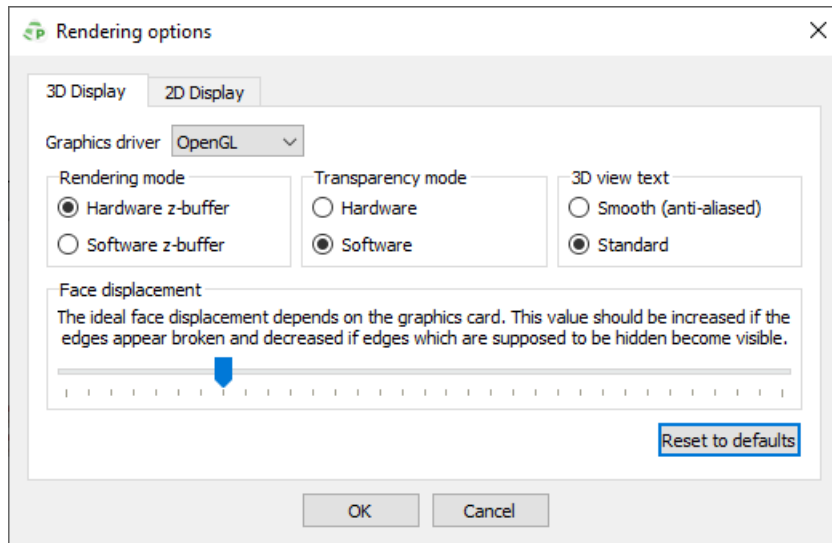 P Rendering options
3D Display 2D Display
Graphics driver OpenGL
Rendering mode Transparency mode 3D view text
Hardware z-buffer Hardware Smooth (anti-aliased)
Software z-buffer Software Standard
Face displacement
The ideal face displacement depends on the graphics card. This value should be increased if the
edges appear broken and decreased if edges which are supposed to be hidden become visible.
Reset to defaults
OK Cancel